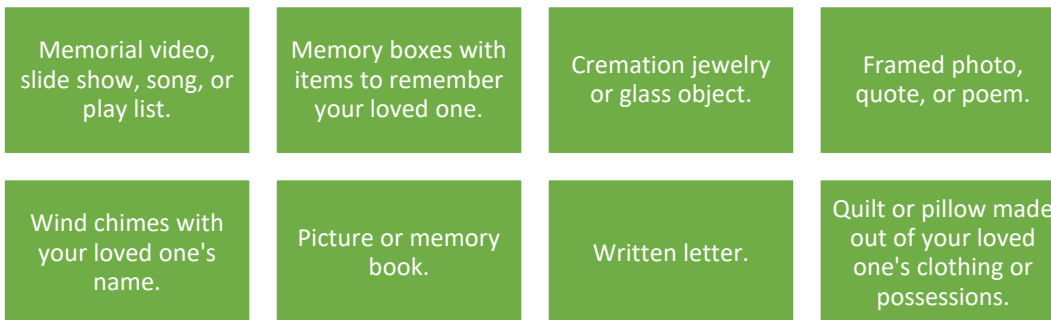 Memorial video,
slide show, song, or
play list.
Memory boxes with
items to remember
your loved one.
Cremation jewelry
or glass object.
Framed photo,
quote, or poem.
Wind chimes with
your loved one's
name.
Picture or memory
book.
Written letter.
Quilt or pillow made
out of your loved
one's clothing or
possessions.